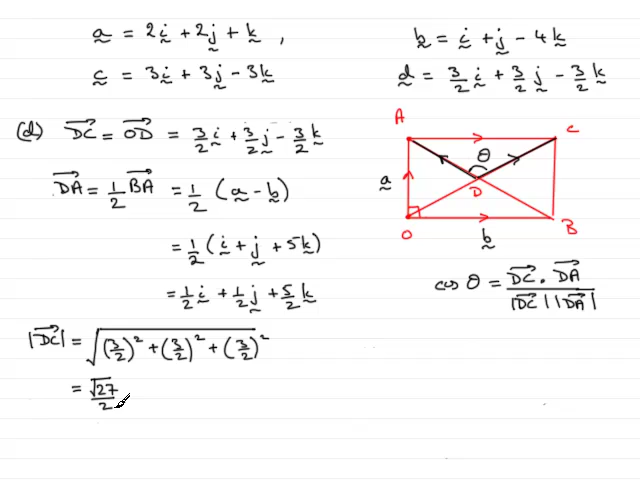 a = 2i + 2j + k , b = i + j - 4k
c = 3i + 3j - 3k d = 3/2 i + 3/2 j - 3/2 k
(d) DC = OD = 3/2 i + 3/2 j - 3/2 k
DA = 1/2 BA = 1/2 (a - b)
= 1/2 (i + j + 5k)
= 1/2 i + 1/2 j + 5/2 k
|DC| = √(3/2)² + (3/2)² + (3/2)²
= √27/2
A C
θ
a D
O b B
cos θ = DC . DA / |DC| |DA|